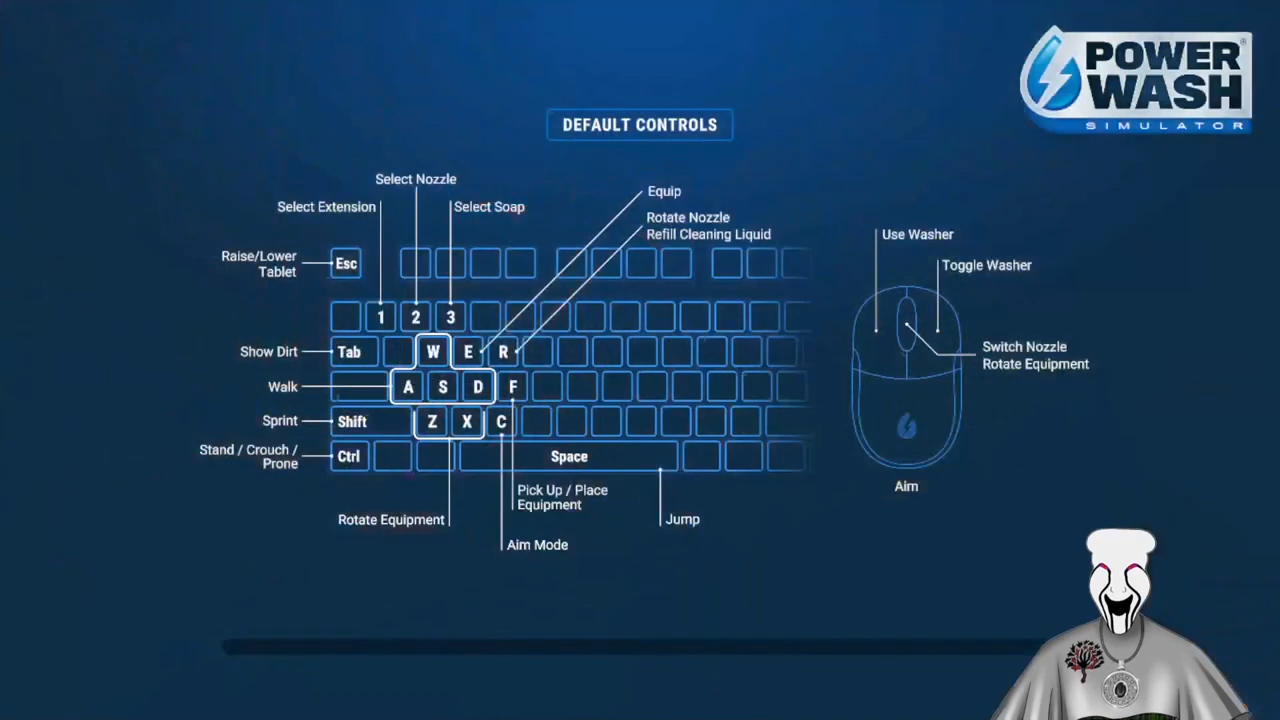 POWER
WASH
SIMULATOR
DEFAULT CONTROLS
Select Nozzle
Select Extension
Select Soap
Equip
Rotate Nozzle
Refill Cleaning Liquid
Use Washer
Toggle Washer
Raise/Lower
Tablet
Esc
1 2 3
Show Dirt
Tab W E R
Switch Nozzle
Rotate Equipment
Walk
A S D F
Sprint
Shift Z X C
Stand / Crouch /
Prone
Ctrl Space
Aim
Pick Up / Place
Equipment
Rotate Equipment
Jump
Aim Mode